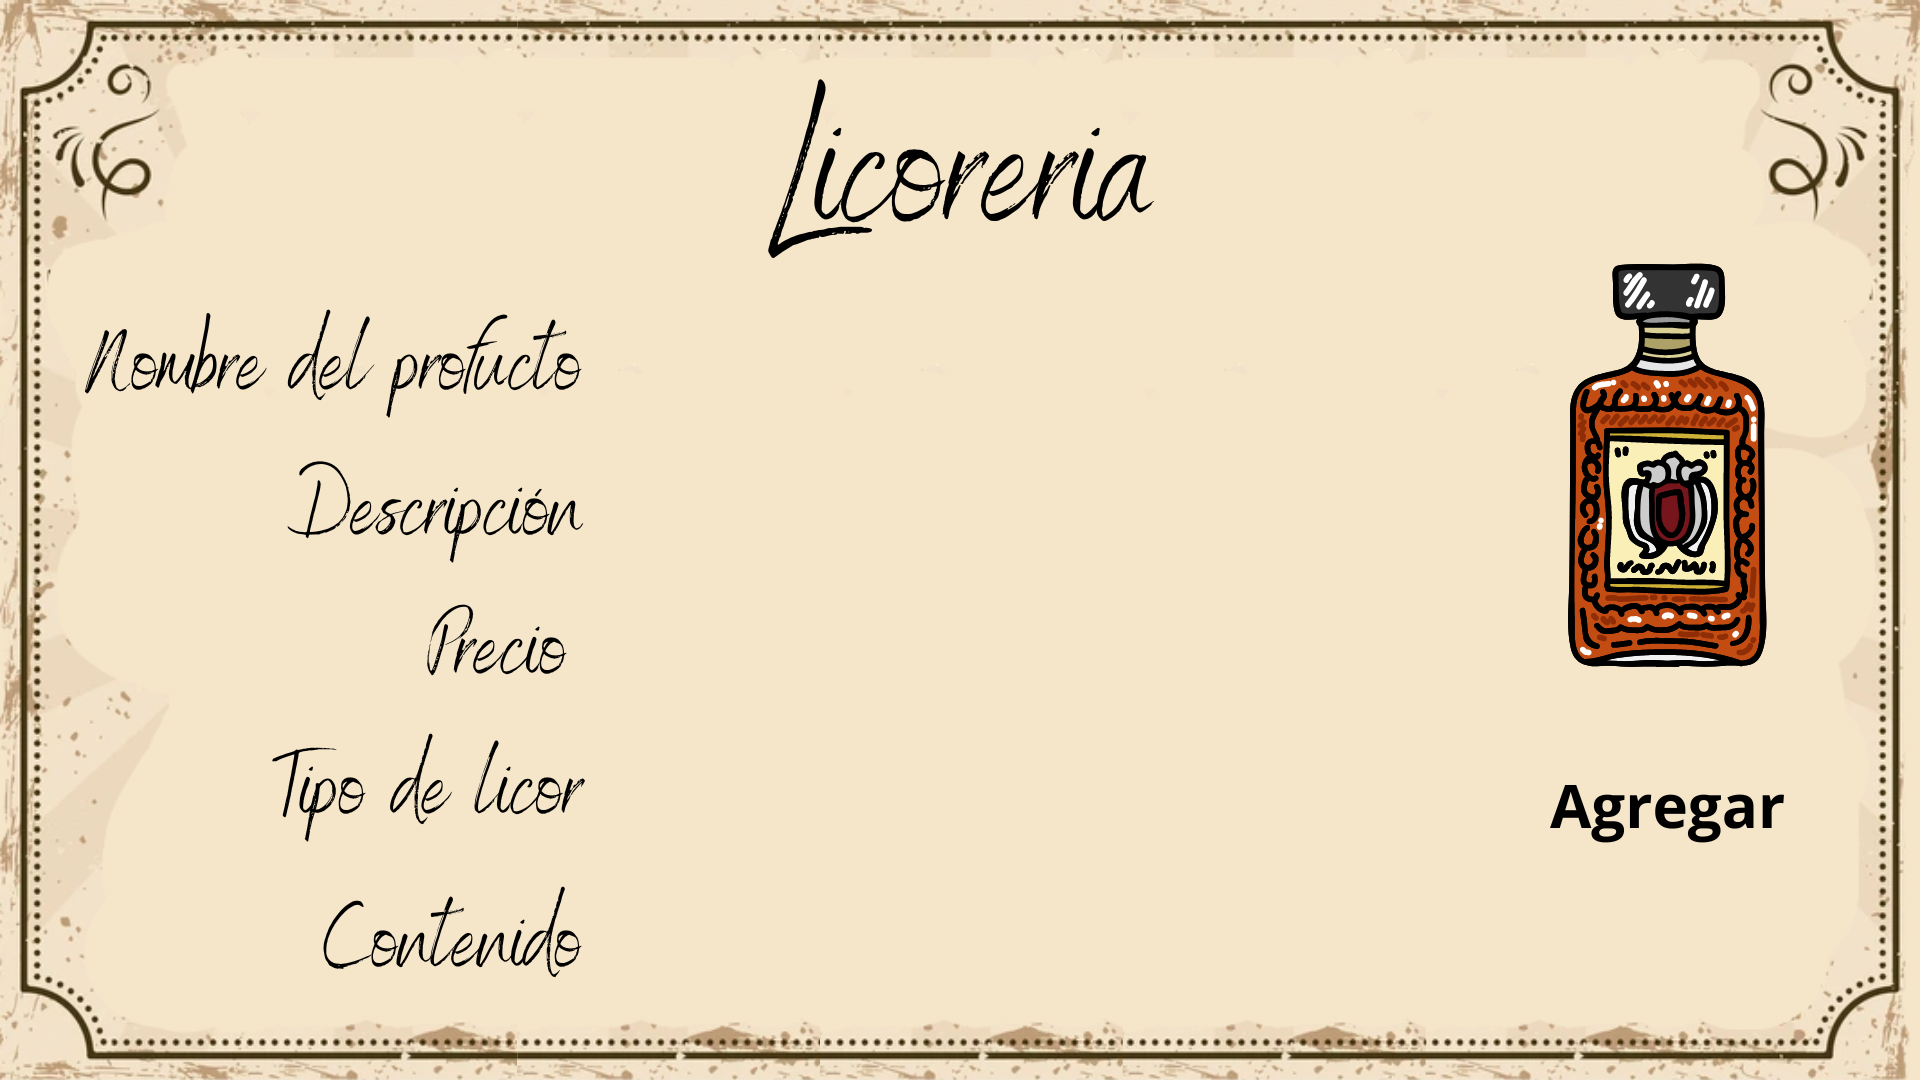 Licoreria
Nombre del profucto
Descripción
Precio
Tipo de licor
Agregar
Contenido